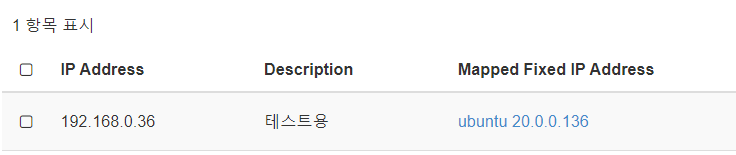 1 항목 표시
IP Address Description Mapped Fixed IP Address
192.168.0.36 테스트용 ubuntu 20.0.0.136